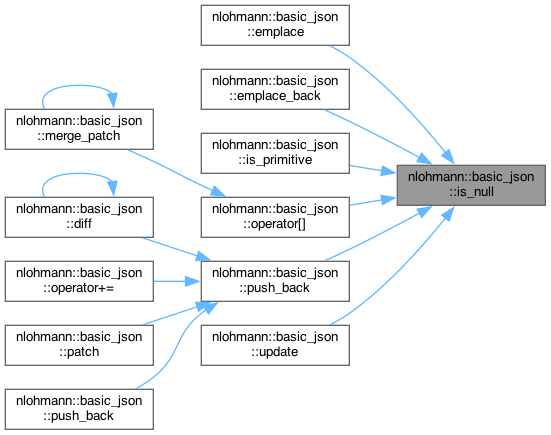 nlohmann::basic_json
::emplace
nlohmann::basic_json
::emplace_back
nlohmann::basic_json
::merge_patch
nlohmann::basic_json
::is_primitive
nlohmann::basic_json
::is_null
nlohmann::basic_json
::diff
nlohmann::basic_json
::operator[]
nlohmann::basic_json
::operator+=
nlohmann::basic_json
::push_back
nlohmann::basic_json
::patch
nlohmann::basic_json
::update
nlohmann::basic_json
::push_back